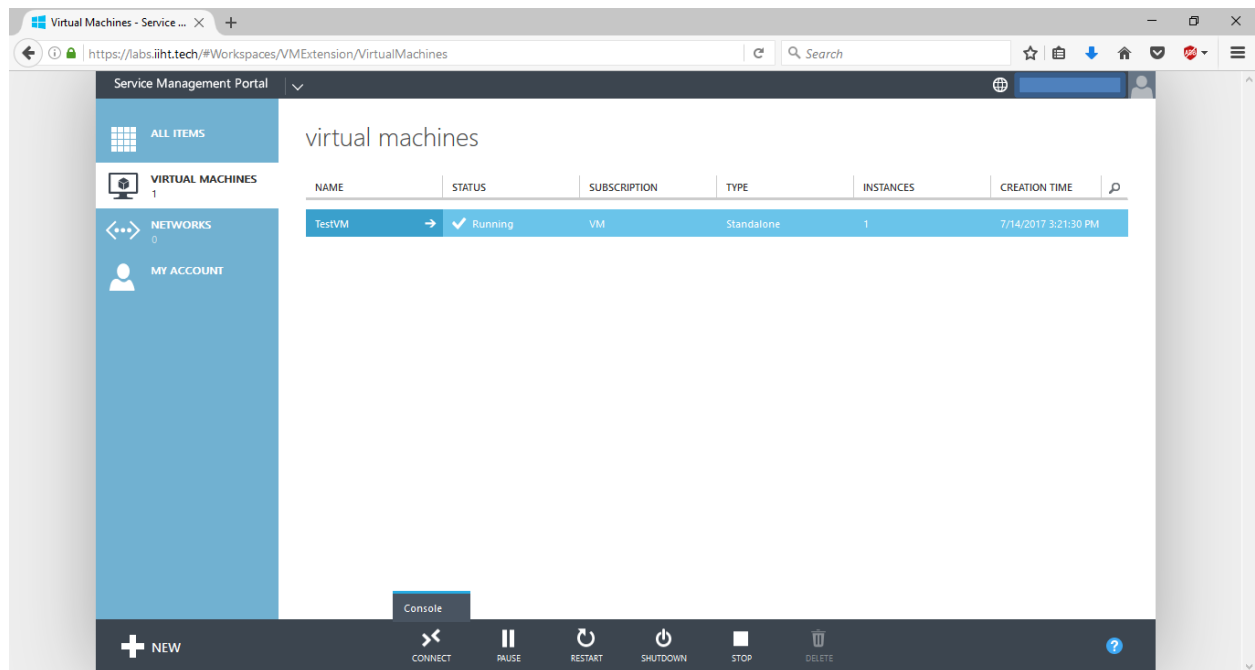 Virtual Machines - Service ...
https://labs.iiht.tech/#Workspaces/VMExtension/VirtualMachines
Search
ABP
Service Management Portal
ALL ITEMS
VIRTUAL MACHINES
1
NETWORKS
0
MY ACCOUNT
virtual machines
NAME STATUS SUBSCRIPTION TYPE INSTANCES CREATION TIME
TestVM Running VM Standalone 1 7/14/2017 3:21:30 PM
Console
NEW
CONNECT PAUSE RESTART SHUTDOWN STOP DELETE
?